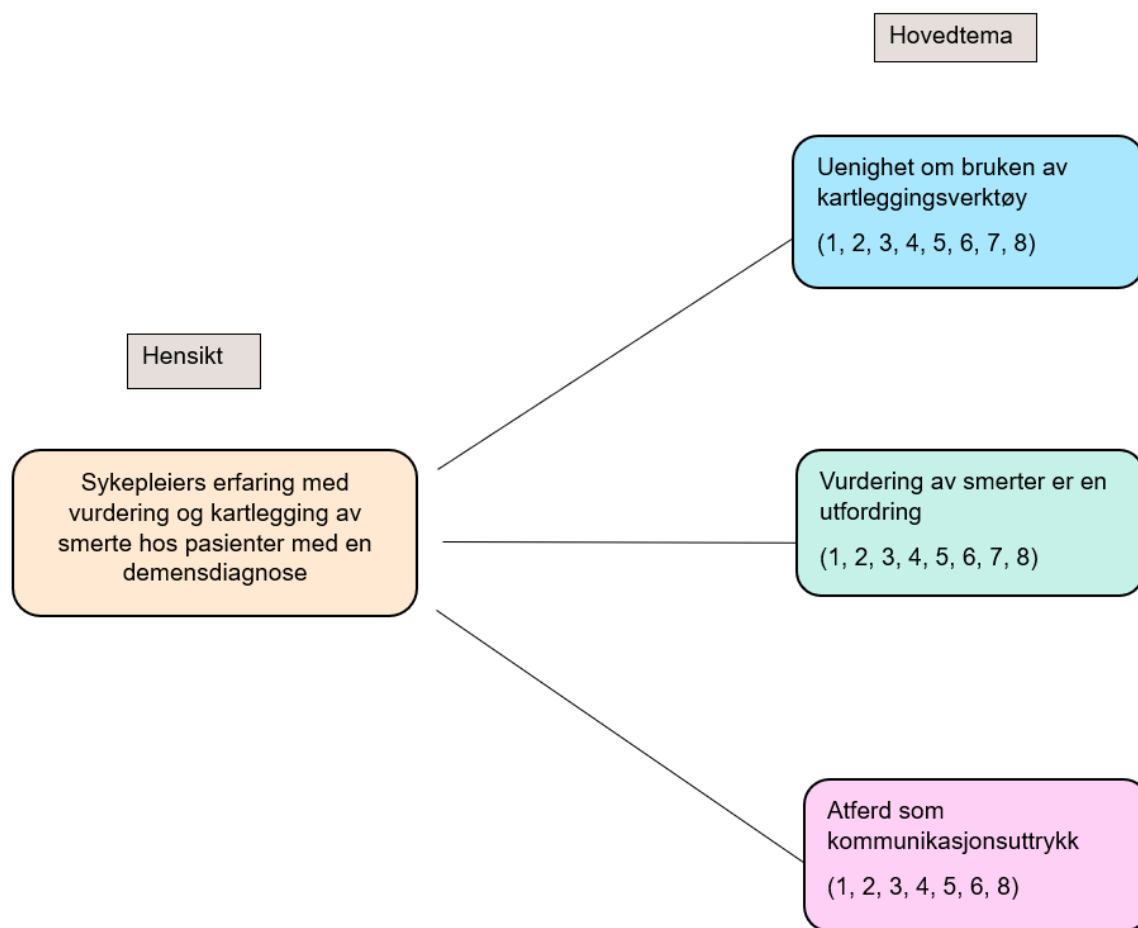 Hovedtema
Uenighet om bruken av
kartleggingsverktøy
(1, 2, 3, 4, 5, 6, 7, 8)
Hensikt
Sykepleiers erfaring med
vurdering og kartlegging av
smerte hos pasienter med en
demensdiagnose
Vurdering av smerter er en
utfordring
(1, 2, 3, 4, 5, 6, 7, 8)
Atferd som
kommunikasjonsuttrykk
(1, 2, 3, 4, 5, 6, 8)